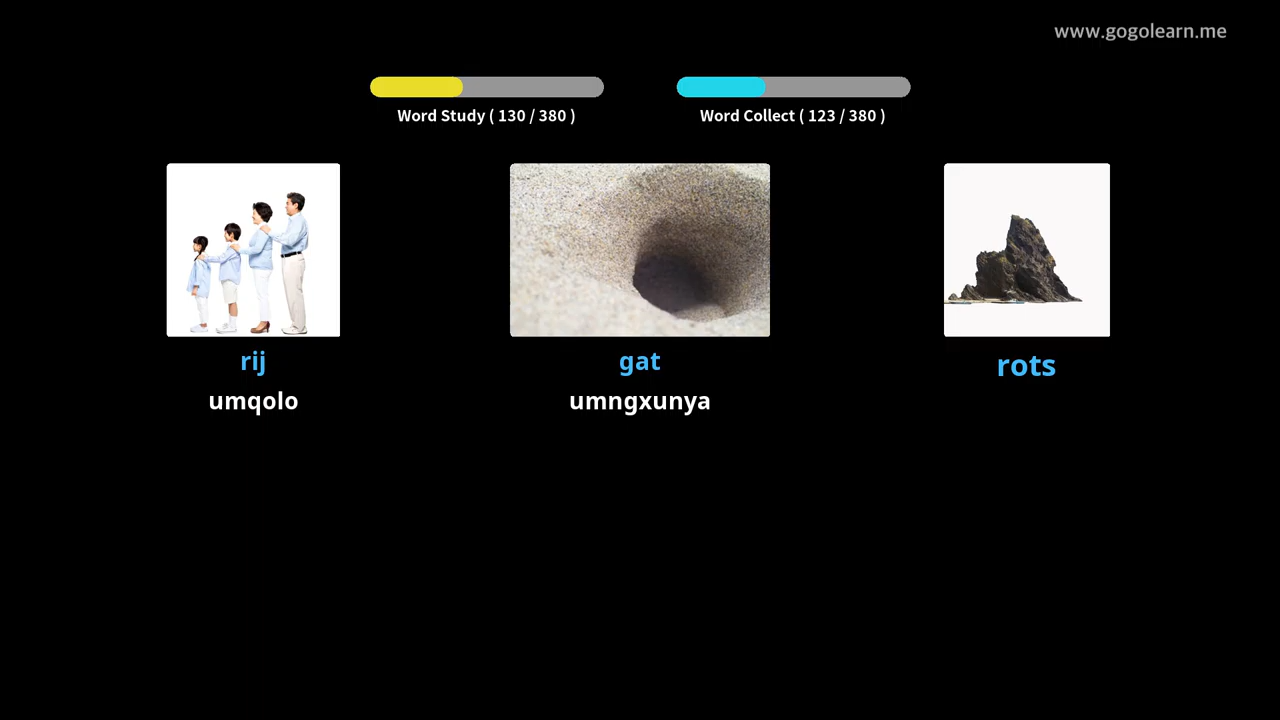 www.gogolearn.me
Word Study ( 130 / 380 )
Word Collect ( 123 / 380 )
rij
umqolo
gat
umngxunya
rots